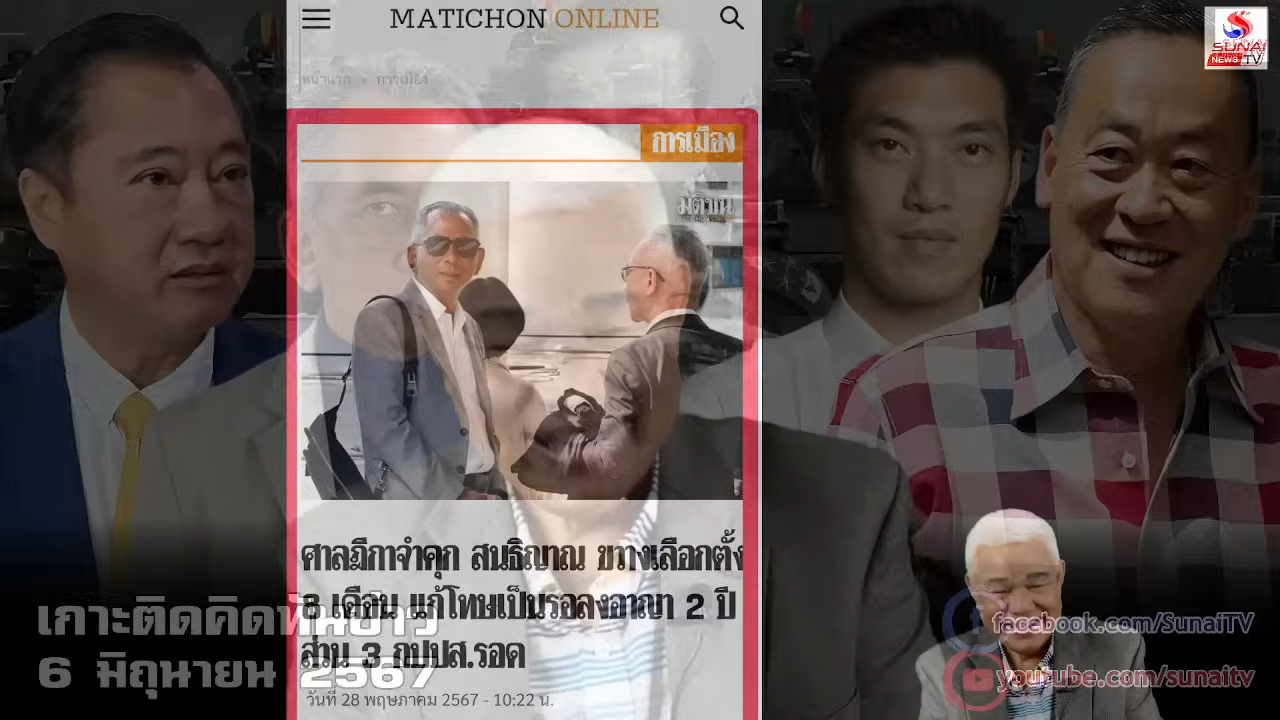 MATICHON ONLINE
หน้าแรก > การเมือง
การเมือง
มติชน
ศาลฎีกาจำคุก สนธิญาณ ขวางเลือกตั้ง
8 เดือน แก้โทษเป็นรอลงอาญา 2 ปี
ส่วน 3 กปปส.รอด
วันที่ 28 พฤษภาคม 2567 - 10:22 น.
เกาะติดคิดทันข่าว
6 มิถุนายน 2567
SUNAI
NEWS TV
facebook.com/SunaiTV
youtube.com/sunaitv